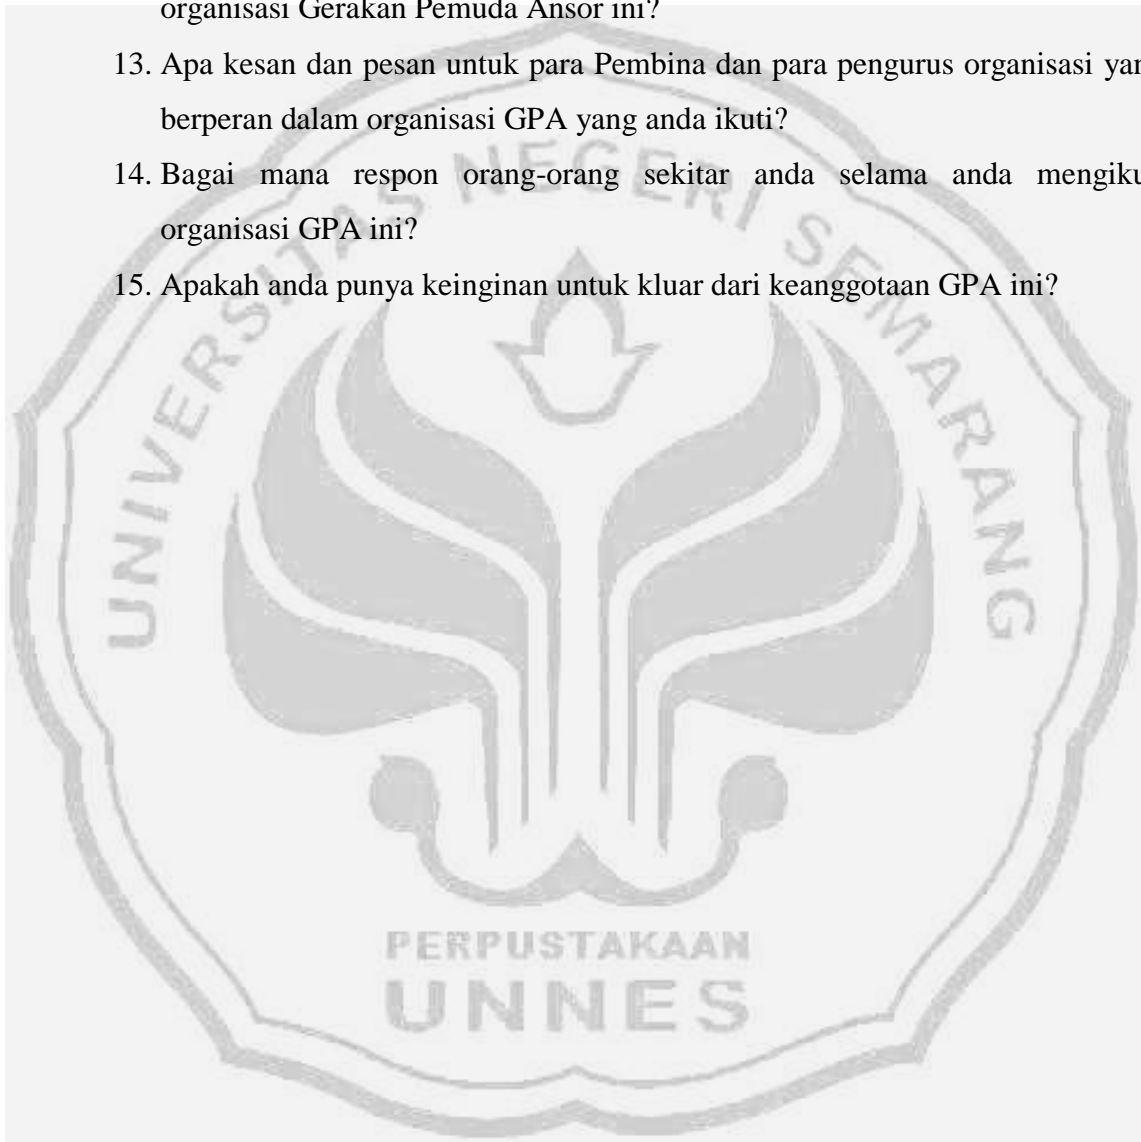 organisasi Gerakan Pemuda Ansor ini?
13. Apa kesan dan pesan untuk para Pembina dan para pengurus organisasi yan
berperan dalam organisasi GPA yang anda ikuti?
14. Bagai mana respon orang-orang sekitar anda selama anda mengiku
organisasi GPA ini?
15. Apakah anda punya keinginan untuk kluar dari keanggotaan GPA ini?
UNIVERSITAS NEGERI SEMARANG
PERPUSTAKAAN
UNNES